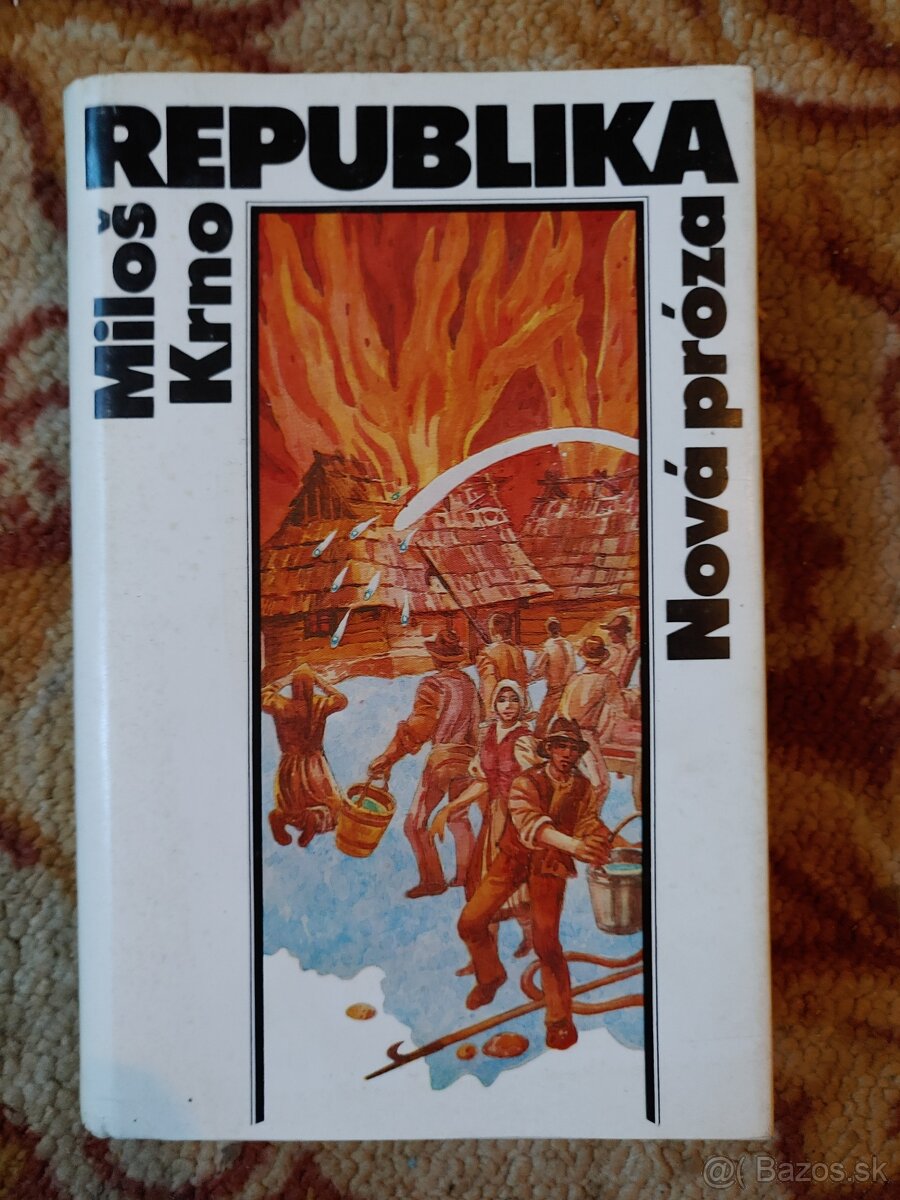 REPUBLIKA
Miloš
Krno
Nová próza
@( Bazos.sk